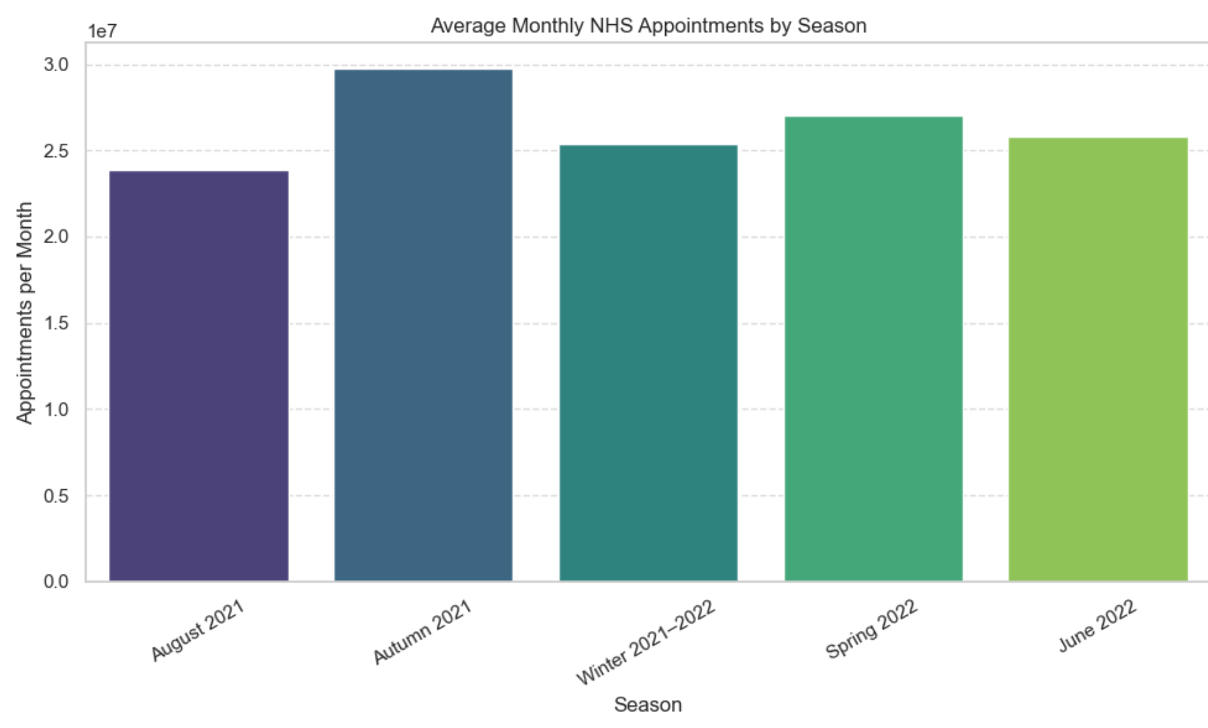 Average Monthly NHS Appointments by Season
1e7
3.0
2.5
2.0
1.5
1.0
0.5
0.0
Appointments per Month
August 2021
Autumn 2021
Winter 2021–2022
Spring 2022
June 2022
Season